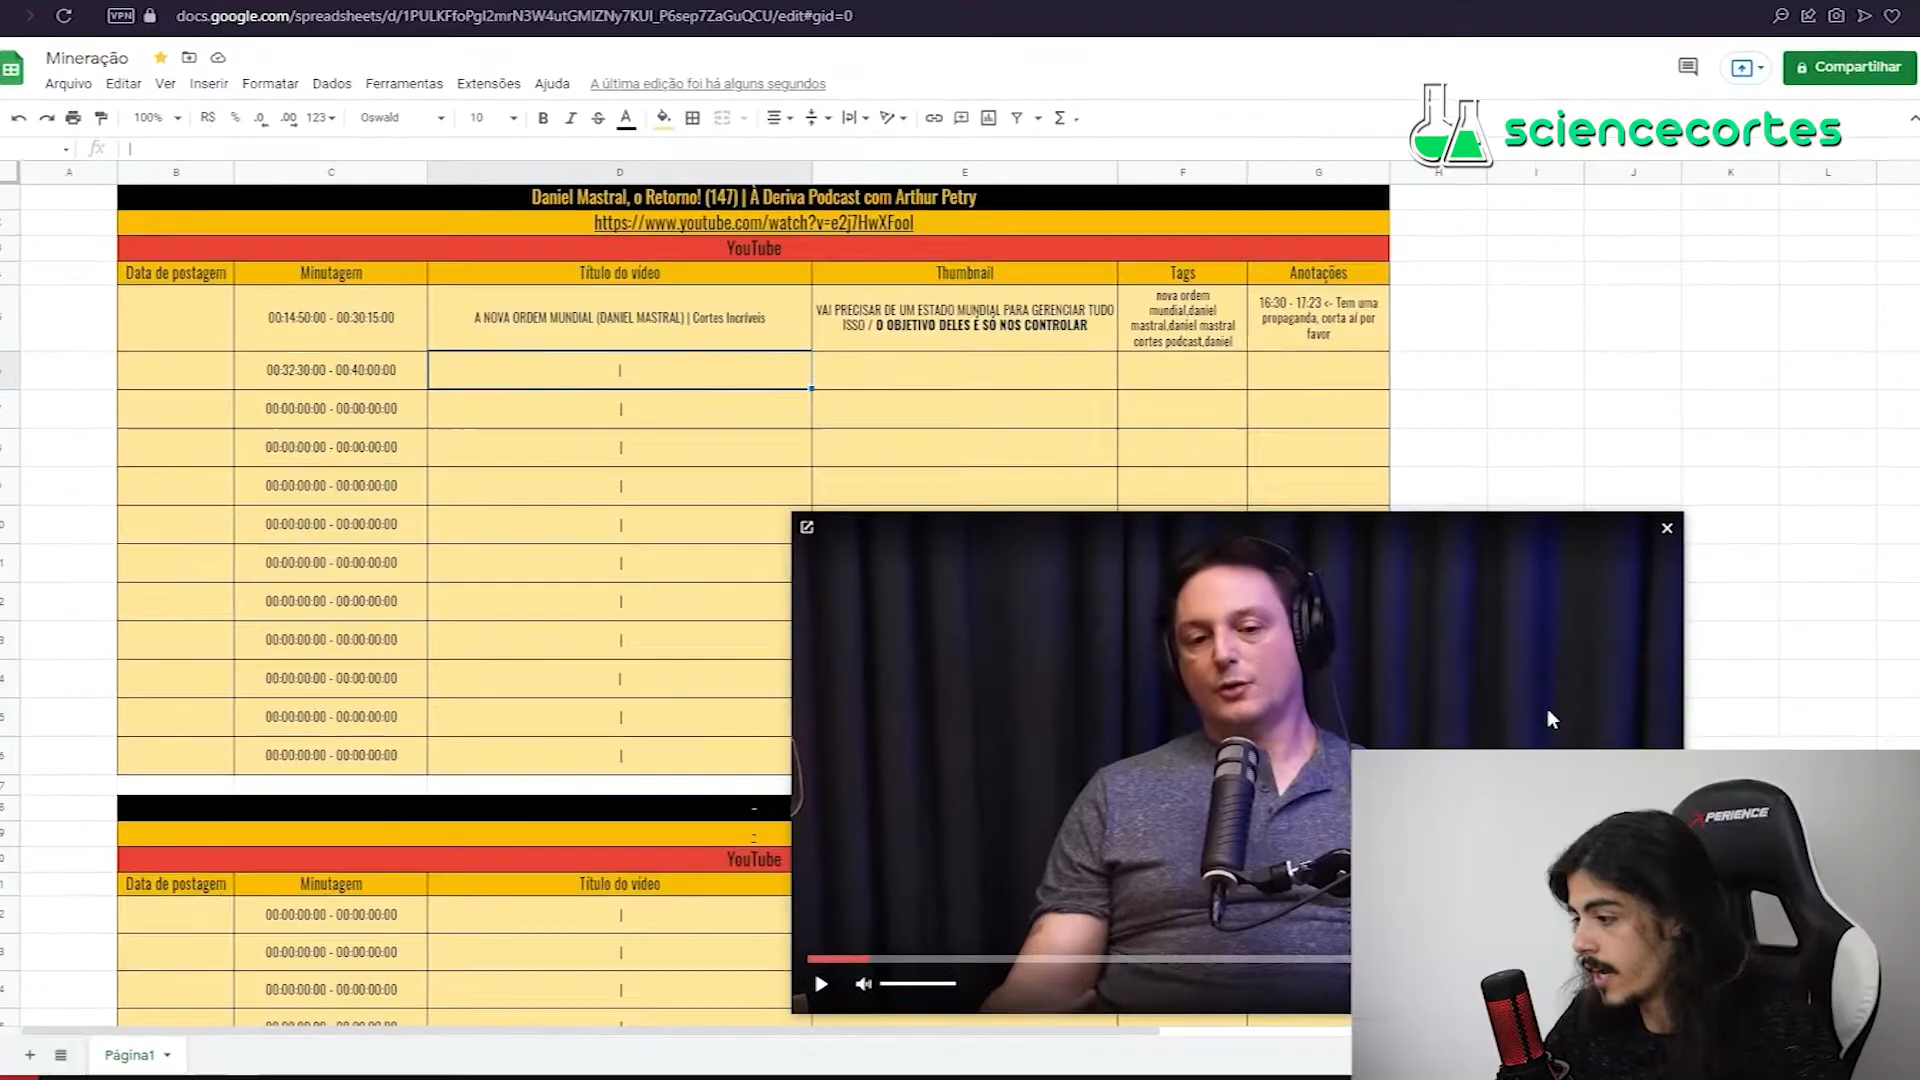 VPN
docs.google.com/spreadsheets/d/1PULKFfoPgI2mrN3W4utGMIZNy7KUI_P6sep7ZaGuQCU/edit#gid=0
Mineração
Arquivo Editar Ver Inserir Formatar Dados Ferramentas Extensões Ajuda A última edição foi há alguns segundos
Compartilhar
100% R$ % .0 .00 123 Oswald 10 B I S A Σ
sciencecortes
fx |
A B C D E F G H I J K L
Daniel Mastral, o Retorno! (147) | À Deriva Podcast com Arthur Petry
https://www.youtube.com/watch?v=e2j7HwXFooI
YouTube
Data de postagem Minutagem Título do vídeo Thumbnail Tags Anotações
00:14:50:00 - 00:30:15:00
A NOVA ORDEM MUNDIAL (DANIEL MASTRAL) | Cortes Incríveis
VAI PRECISAR DE UM ESTADO MUNDIAL PARA GERENCIAR TUDO
ISSO / O OBJETIVO DELES É SÓ NOS CONTROLAR
nova ordem
mundial,daniel
mastral,daniel mastral
cortes podcast,daniel
16:30 - 17:23 <- Tem uma
propaganda, corta aí por
favor
00:32:30:00 - 00:40:00:00 |
00:00:00:00 - 00:00:00:00 |
00:00:00:00 - 00:00:00:00 |
00:00:00:00 - 00:00:00:00 |
00:00:00:00 - 00:00:00:00 |
00:00:00:00 - 00:00:00:00 |
00:00:00:00 - 00:00:00:00 |
00:00:00:00 - 00:00:00:00 |
00:00:00:00 - 00:00:00:00 |
00:00:00:00 - 00:00:00:00 |
00:00:00:00 - 00:00:00:00 |
-
-
YouTube
Data de postagem Minutagem Título do vídeo
00:00:00:00 - 00:00:00:00 |
00:00:00:00 - 00:00:00:00 |
00:00:00:00 - 00:00:00:00 |
XPERIENCE
Página1